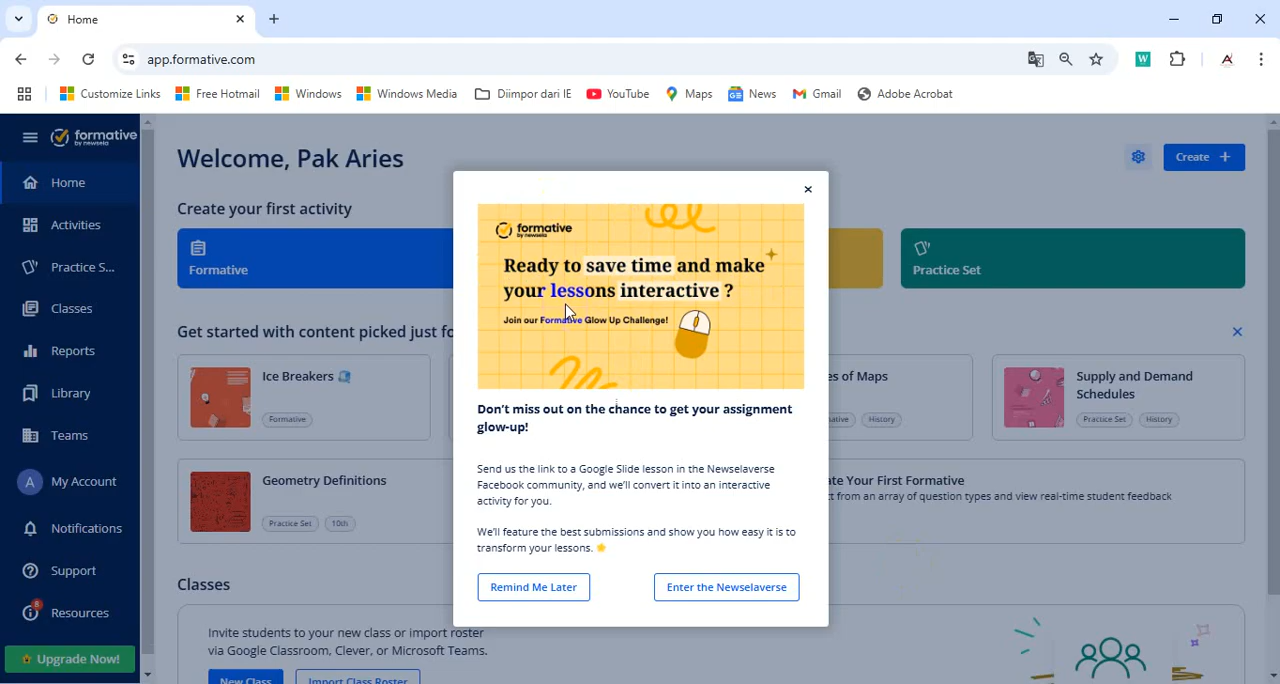 Home
app.formative.com
Customize Links
Free Hotmail
Windows
Windows Media
Diimpor dari IE
YouTube
Maps
News
Gmail
Adobe Acrobat
formative
by newsela
Home
Activities
Practice S...
Classes
Reports
Library
Teams
A My Account
Notifications
Support
8
Resources
Upgrade Now!
Welcome, Pak Aries
Create +
Create your first activity
Formative
Practice Set
Get started with content picked just fo
Ice Breakers
Formative
es of Maps
ative
History
Supply and Demand
Schedules
Practice Set
History
Geometry Definitions
Practice Set
10th
ate Your First Formative
ct from an array of question types and view real-time student feedback
Classes
Invite students to your new class or import roster
via Google Classroom, Clever, or Microsoft Teams.
New Class
Import Class Roster
formative
by newsela
Ready to save time and make
your lessons interactive ?
Join our Formative Glow Up Challenge!
Don't miss out on the chance to get your assignment
glow-up!
Send us the link to a Google Slide lesson in the Newselaverse
Facebook community, and we'll convert it into an interactive
activity for you.
We'll feature the best submissions and show you how easy it is to
transform your lessons.
Remind Me Later
Enter the Newselaverse